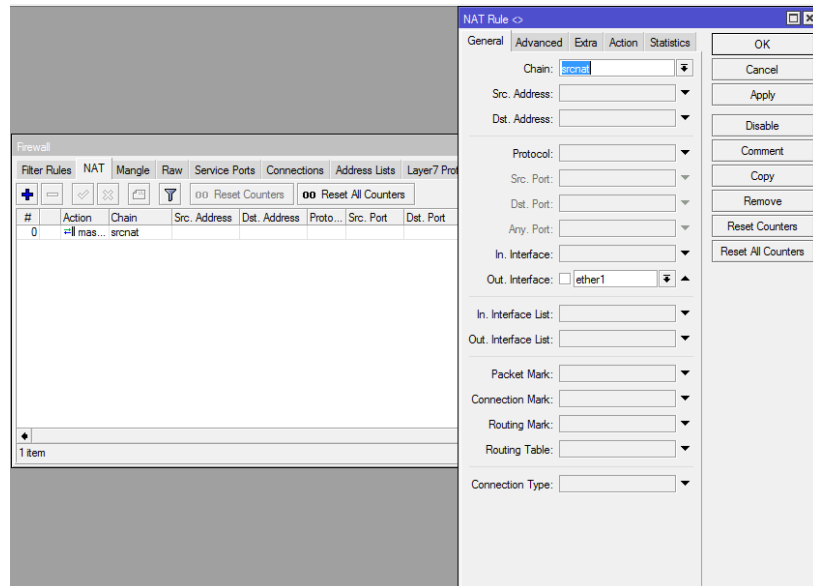 NAT Rule <>
General Advanced Extra Action Statistics
OK
Chain: srcnat
Cancel
Src. Address:
Apply
Dst. Address:
Disable
Protocol:
Comment
Src. Port:
Copy
Dst. Port:
Remove
Any. Port:
Reset Counters
In. Interface:
Reset All Counters
Out. Interface: ether1
In. Interface List:
Out. Interface List:
Packet Mark:
Connection Mark:
Routing Mark:
Routing Table:
Connection Type:
Firewall
Filter Rules NAT Mangle Raw Service Ports Connections Address Lists Layer7 Prot
00 Reset Counters 00 Reset All Counters
# Action Chain Src. Address Dst. Address Proto... Src. Port Dst. Port
0 mas... srcnat
1 item